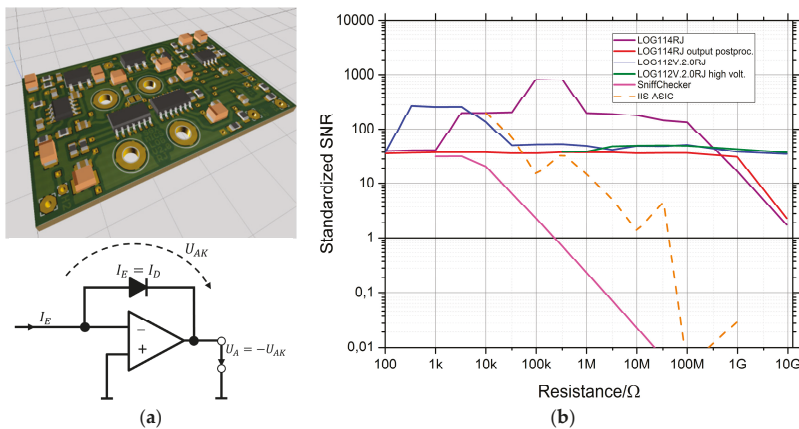 U_AK
I_E = I_D
I_E
−
+
U_A = −U_AK
(a)
10000
1000
100
10
1
0,1
0,01
Standarcized SNR
LOG114RJ
LOG114RJ output postproc.
LOG112V.2.0RJ
LOG112V.2.0RJ high volt.
SniffChecker
100 1k 10k 100k 1M 10M 100M 1G 10G
Resistance/Ω
(b)